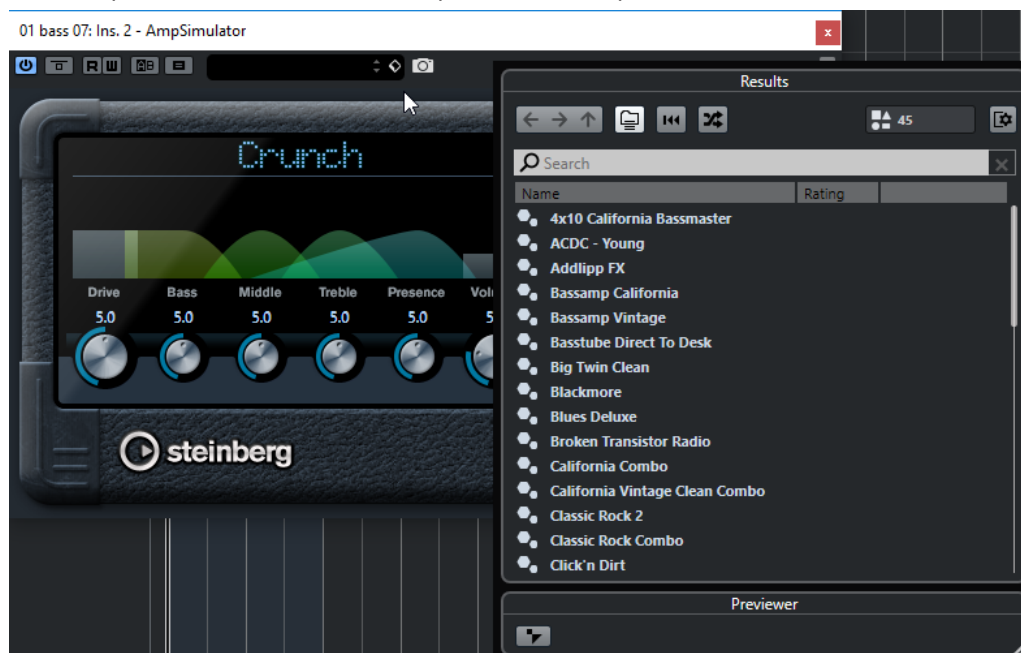 01 bass 07: Ins. 2 - AmpSimulator
x
R W AB
Results
45
Search
Name Rating
Crunch
Drive Bass Middle Treble Presence Volu
5.0 5.0 5.0 5.0 5.0 5
steinberg
4x10 California Bassmaster
ACDC - Young
Addlipp FX
Bassamp California
Bassamp Vintage
Basstube Direct To Desk
Big Twin Clean
Blackmore
Blues Deluxe
Broken Transistor Radio
California Combo
California Vintage Clean Combo
Classic Rock 2
Classic Rock Combo
Click'n Dirt
Previewer